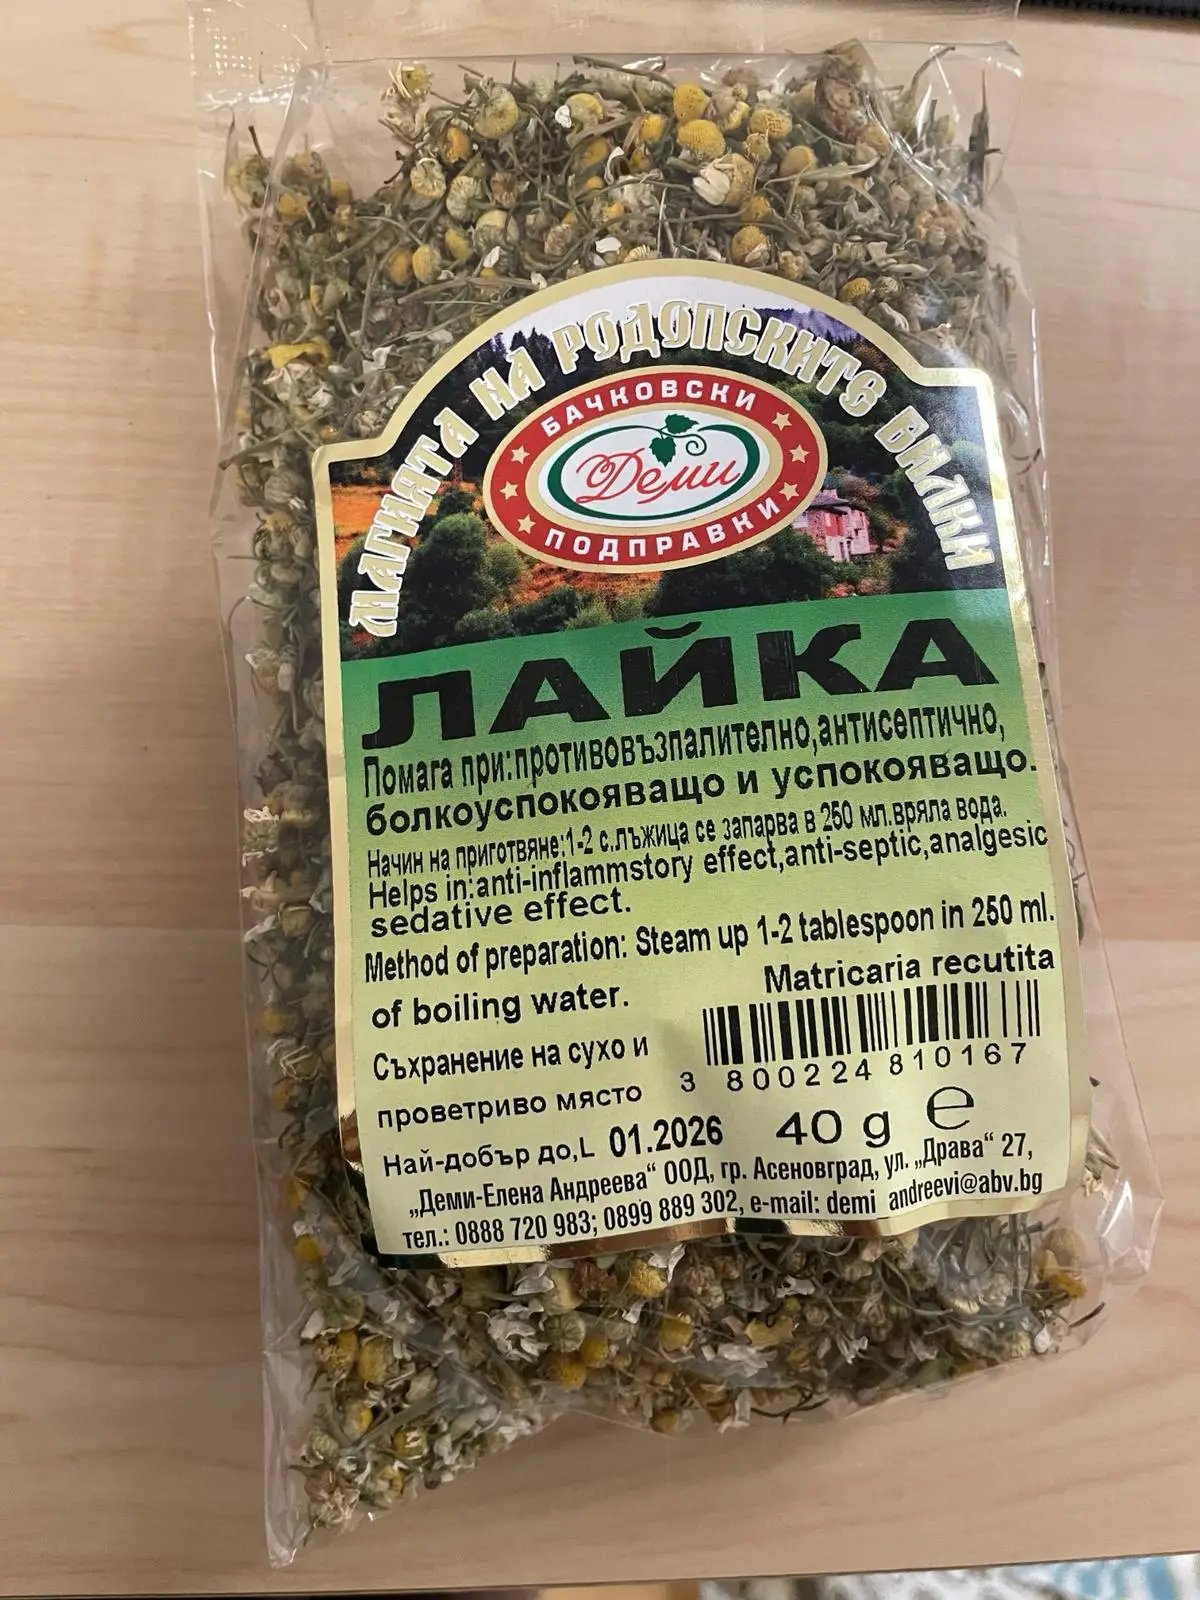 МАГИЯТА НА РОДОПСКИТЕ БИЛКИ
БАЧКОВСКИ
Деми
ПОДПРАВКИ
ЛАЙКА
Помага при:противовъзпалително,антисептично,
болкоуспокояващо и успокояващо.
Начин на приготвяне:1-2 с.лъжица се запарва в 250 мл.вряла вода.
Helps in:anti-inflammstory effect,anti-septic,analgesic
sedative effect.
Method of preparation: Steam up 1-2 tablespoon in 250 ml.
of boiling water.
Matricaria recutita
Съхранение на сухо и
проветриво място
3 800224 810167
Най-добър до,L 01.2026
40 g e
„Деми-Елена Андреева“ ООД, гр. Асеновград, ул. „Драва“ 27,
тел.: 0888 720 983; 0899 889 302, e-mail: demi_andreevi@abv.bg